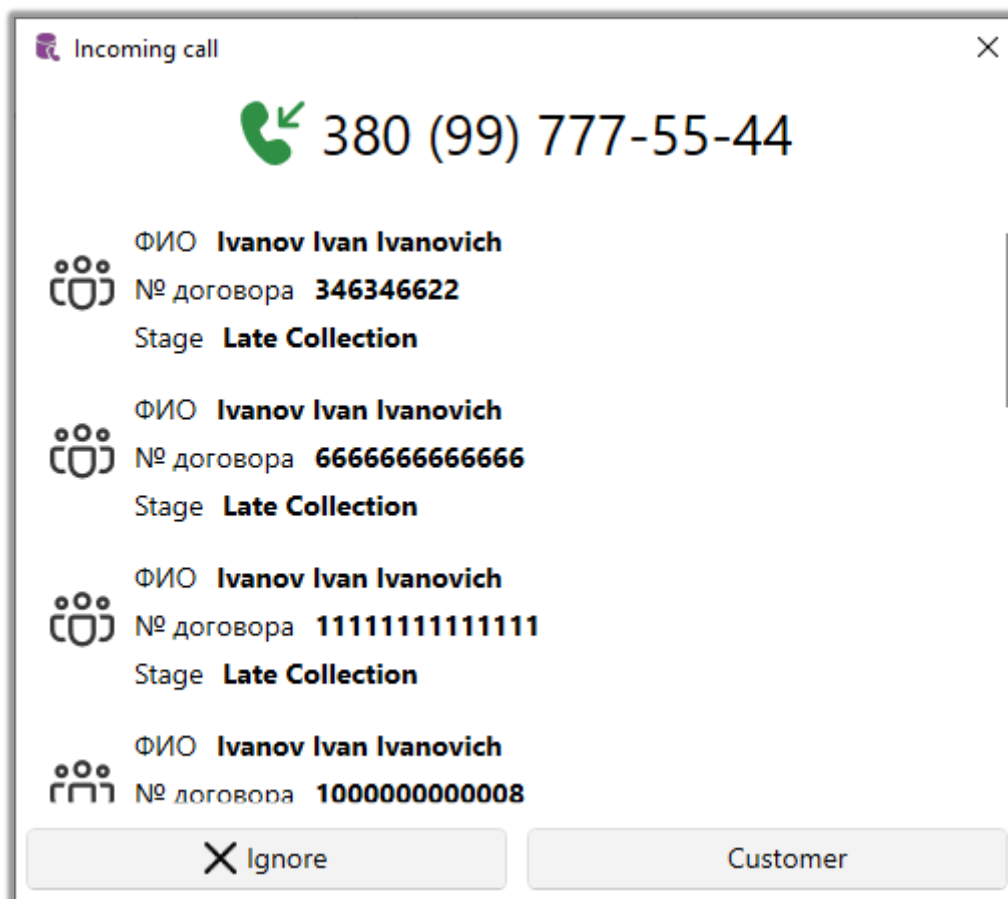 Incoming call
380 (99) 777-55-44
ФИО Ivanov Ivan Ivanovich
№ договора 346346622
Stage Late Collection
ФИО Ivanov Ivan Ivanovich
№ договора 6666666666666
Stage Late Collection
ФИО Ivanov Ivan Ivanovich
№ договора 11111111111111
Stage Late Collection
ФИО Ivanov Ivan Ivanovich
№ договора 1000000000008
Ignore Customer